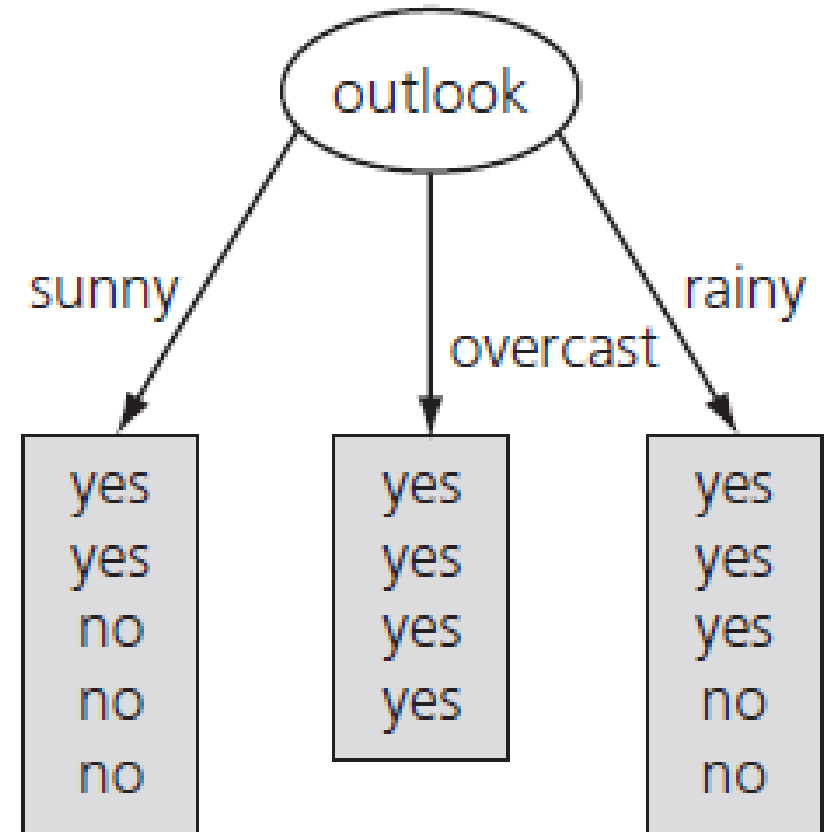 outlook
sunny
rainy
overcast
yes
yes
no
no
no
yes
yes
yes
yes
yes
yes
yes
no
no